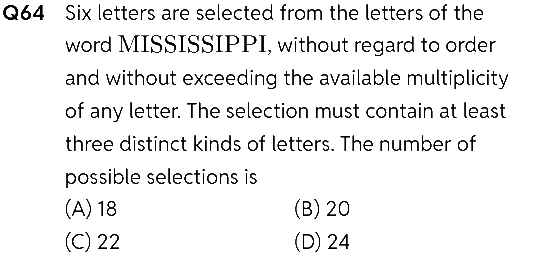 Q64 Six letters are selected from the letters of the
word MISSISSIPPI, without regard to order
and without exceeding the available multiplicity
of any letter. The selection must contain at least
three distinct kinds of letters. The number of
possible selections is
(A) 18 (B) 20
(C) 22 (D) 24